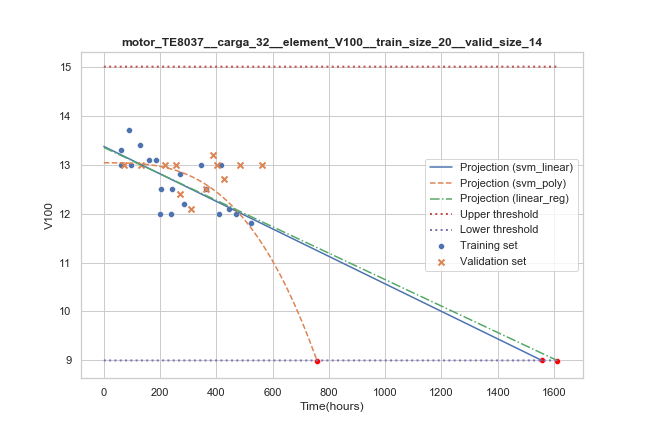 motor_TE8037__carga_32__element_V100__train_size_20__valid_size_14
15
14
13
12
11
10
9
V100
Projection (svm_linear)
Projection (svm_poly)
Projection (linear_reg)
Upper threshold
Lower threshold
Training set
Validation set
0 200 400 600 800 1000 1200 1400 1600
Time(hours)